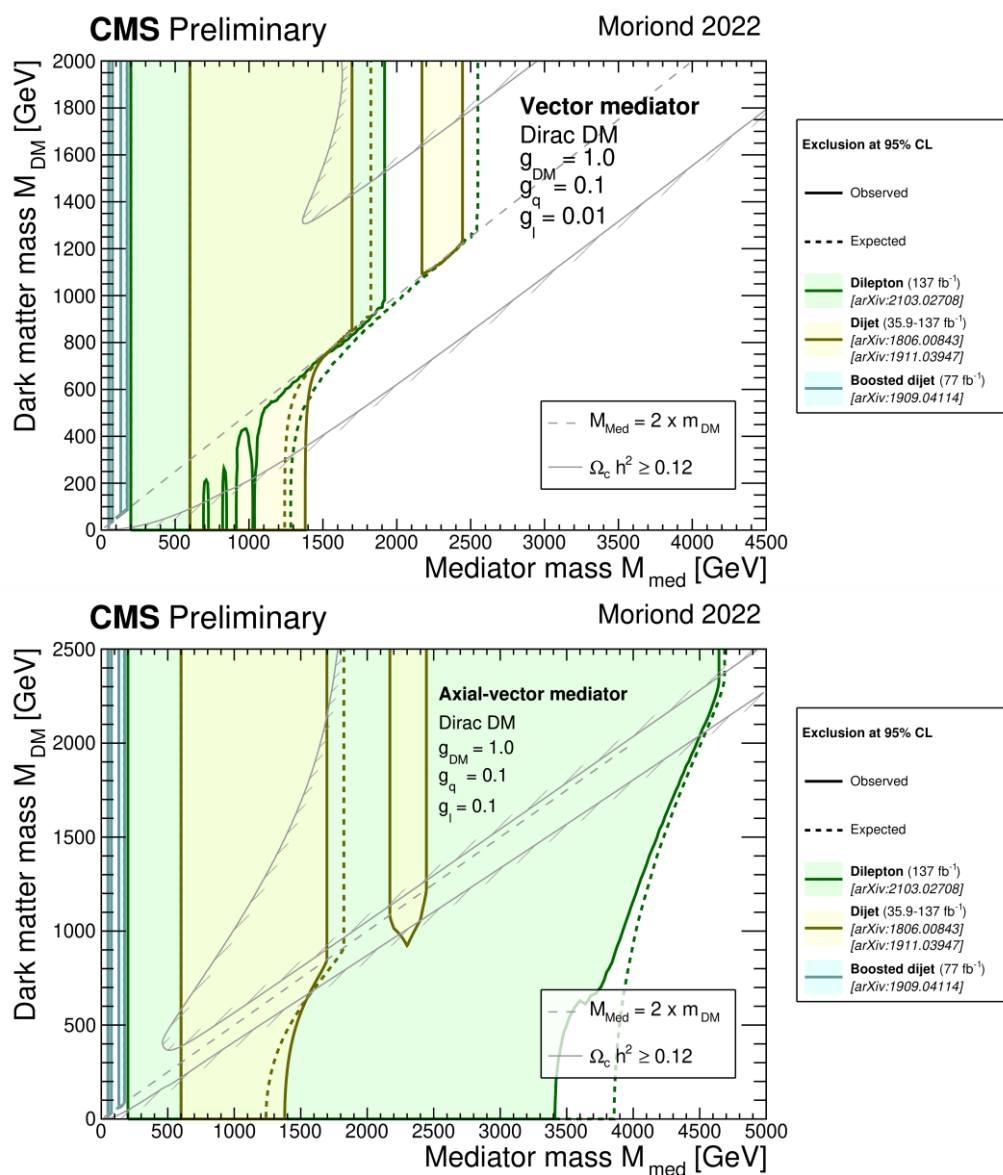 CMS Preliminary Moriond 2022
Dark matter mass M_DM [GeV]
2000
1800
1600
1400
1200
1000
800
600
400
200
0
Vector mediator
Dirac DM
g_DM = 1.0
g_q = 0.1
g_l = 0.01
M_Med = 2 x m_DM
Ω_c h² ≥ 0.12
0 500 1000 1500 2000 2500 3000 3500 4000 4500
Mediator mass M_med [GeV]
Exclusion at 95% CL
Observed
Expected
Dilepton (137 fb⁻¹)
[arXiv:2103.02708]
Dijet (35.9-137 fb⁻¹)
[arXiv:1806.00843]
[arXiv:1911.03947]
Boosted dijet (77 fb⁻¹)
[arXiv:1909.04114]
CMS Preliminary Moriond 2022
Dark matter mass M_DM [GeV]
2500
2000
1500
1000
500
0
Axial-vector mediator
Dirac DM
g_DM = 1.0
g_q = 0.1
g_l = 0.1
M_Med = 2 x m_DM
Ω_c h² ≥ 0.12
0 500 1000 1500 2000 2500 3000 3500 4000 4500 5000
Mediator mass M_med [GeV]
Exclusion at 95% CL
Observed
Expected
Dilepton (137 fb⁻¹)
[arXiv:2103.02708]
Dijet (35.9-137 fb⁻¹)
[arXiv:1806.00843]
[arXiv:1911.03947]
Boosted dijet (77 fb⁻¹)
[arXiv:1909.04114]